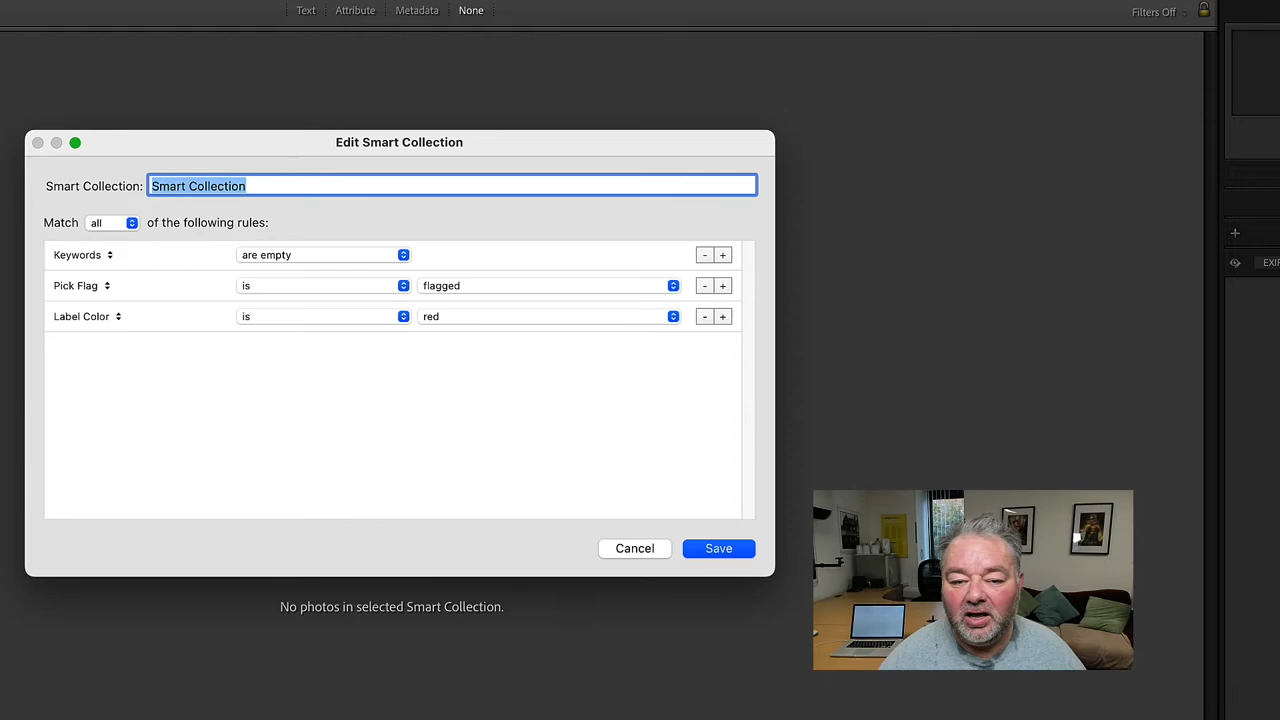 Text Attribute Metadata None Filters Off
Edit Smart Collection
Smart Collection: Smart Collection
Match all of the following rules:
Keywords are empty - +
Pick Flag is flagged - +
Label Color is red - +
+
EXIF
Cancel Save
No photos in selected Smart Collection.